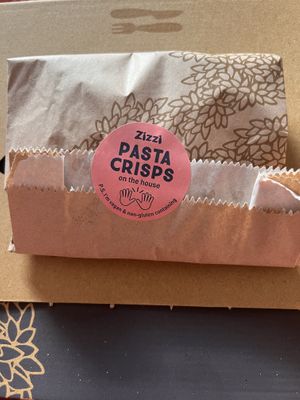 Zizzi
PASTA
CRISPS
on the house
P.S. I'm vegan & non-gluten containing